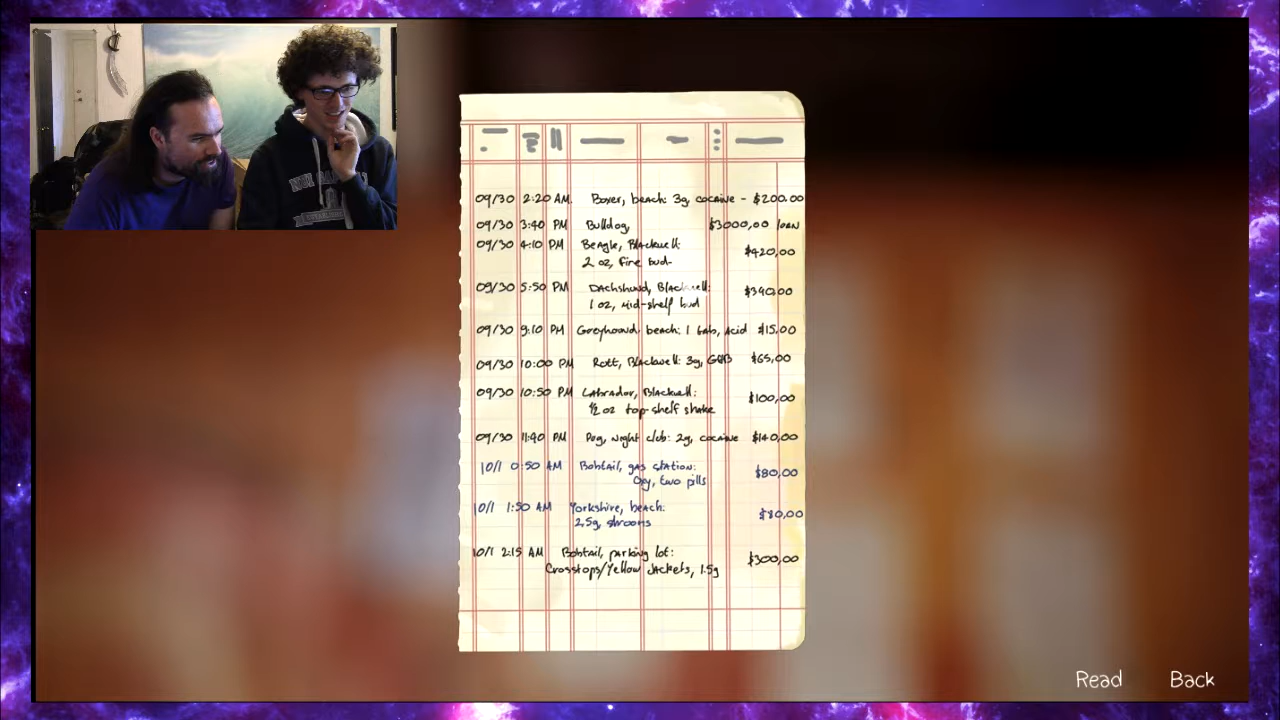 09/30 2:20 AM. Boxer, beach: 3g, cocaine - $200.00
09/30 3:40 PM Bulldog, $3000,00 loan
09/30 4:10 PM Beagle, Blackwell:
2 oz, fire bud- $420,00
09/30 5:50 PM Dachshund, Blackwell:
1 oz, mid-shelf bud $340,00
09/30 9:10 PM Greyhound, beach: 1 tab, acid $15,00
09/30 10:00 PM Rott, Blackwell: 3g, GHB $65,00
09/30 10:50 PM Labrador, Blackwell:
1/2 oz top-shelf shake $100,00
09/30 11:40 PM Pug, night club: 2g, cocaine $140,00
10/1 0:50 AM Bobtail, gas station:
Oxy, two pills $80,00
10/1 1:50 AM Yorkshire, beach:
2,5g, shrooms $80,00
10/1 2:15 AM Bobtail, parking lot:
Crosstops/Yellow Jackets, 1.5g $300,00
Read Back